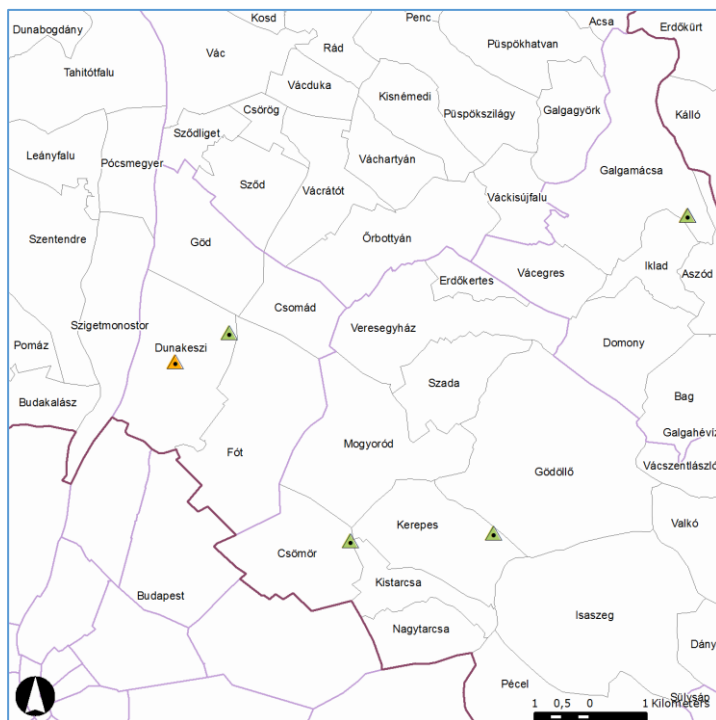 Kosd
Penc
Acsa
Dunabogdány
Erdőkürt
Vác
Rád
Püspökhatvan
Tahitótfalu
Vácduka
Kisnémedi
Csörög
Püspökszilágy
Galgagyörk
Kálló
Sződliget
Leányfalu
Pócsmegyer
Váchartyán
Galgamácsa
Sződ
Vácrátót
Váckisújfalu
Szentendre
Göd
Őrbottyán
Iklad
Aszód
Vácegres
Erdőkertes
Csomád
Szigetmonostor
Veresegyház
Pomáz
Dunakeszi
Domony
Szada
Bag
Budakalász
Galgahévíz
Mogyoród
Fót
Gödöllő
Vácszentlászló
Kerepes
Valkó
Csömör
Kistarcsa
Budapest
Isaszeg
Nagytarcsa
Dány
Pécel
Sülysáp
1 0,5 0 1 Kilometers